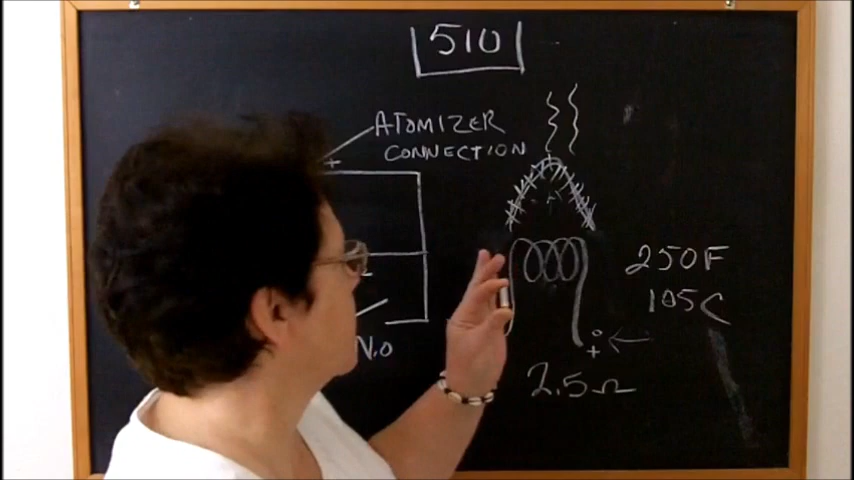 510
ATOMIZER
CONNECTION
+
250F
105C
N.O
+
2.5Ω